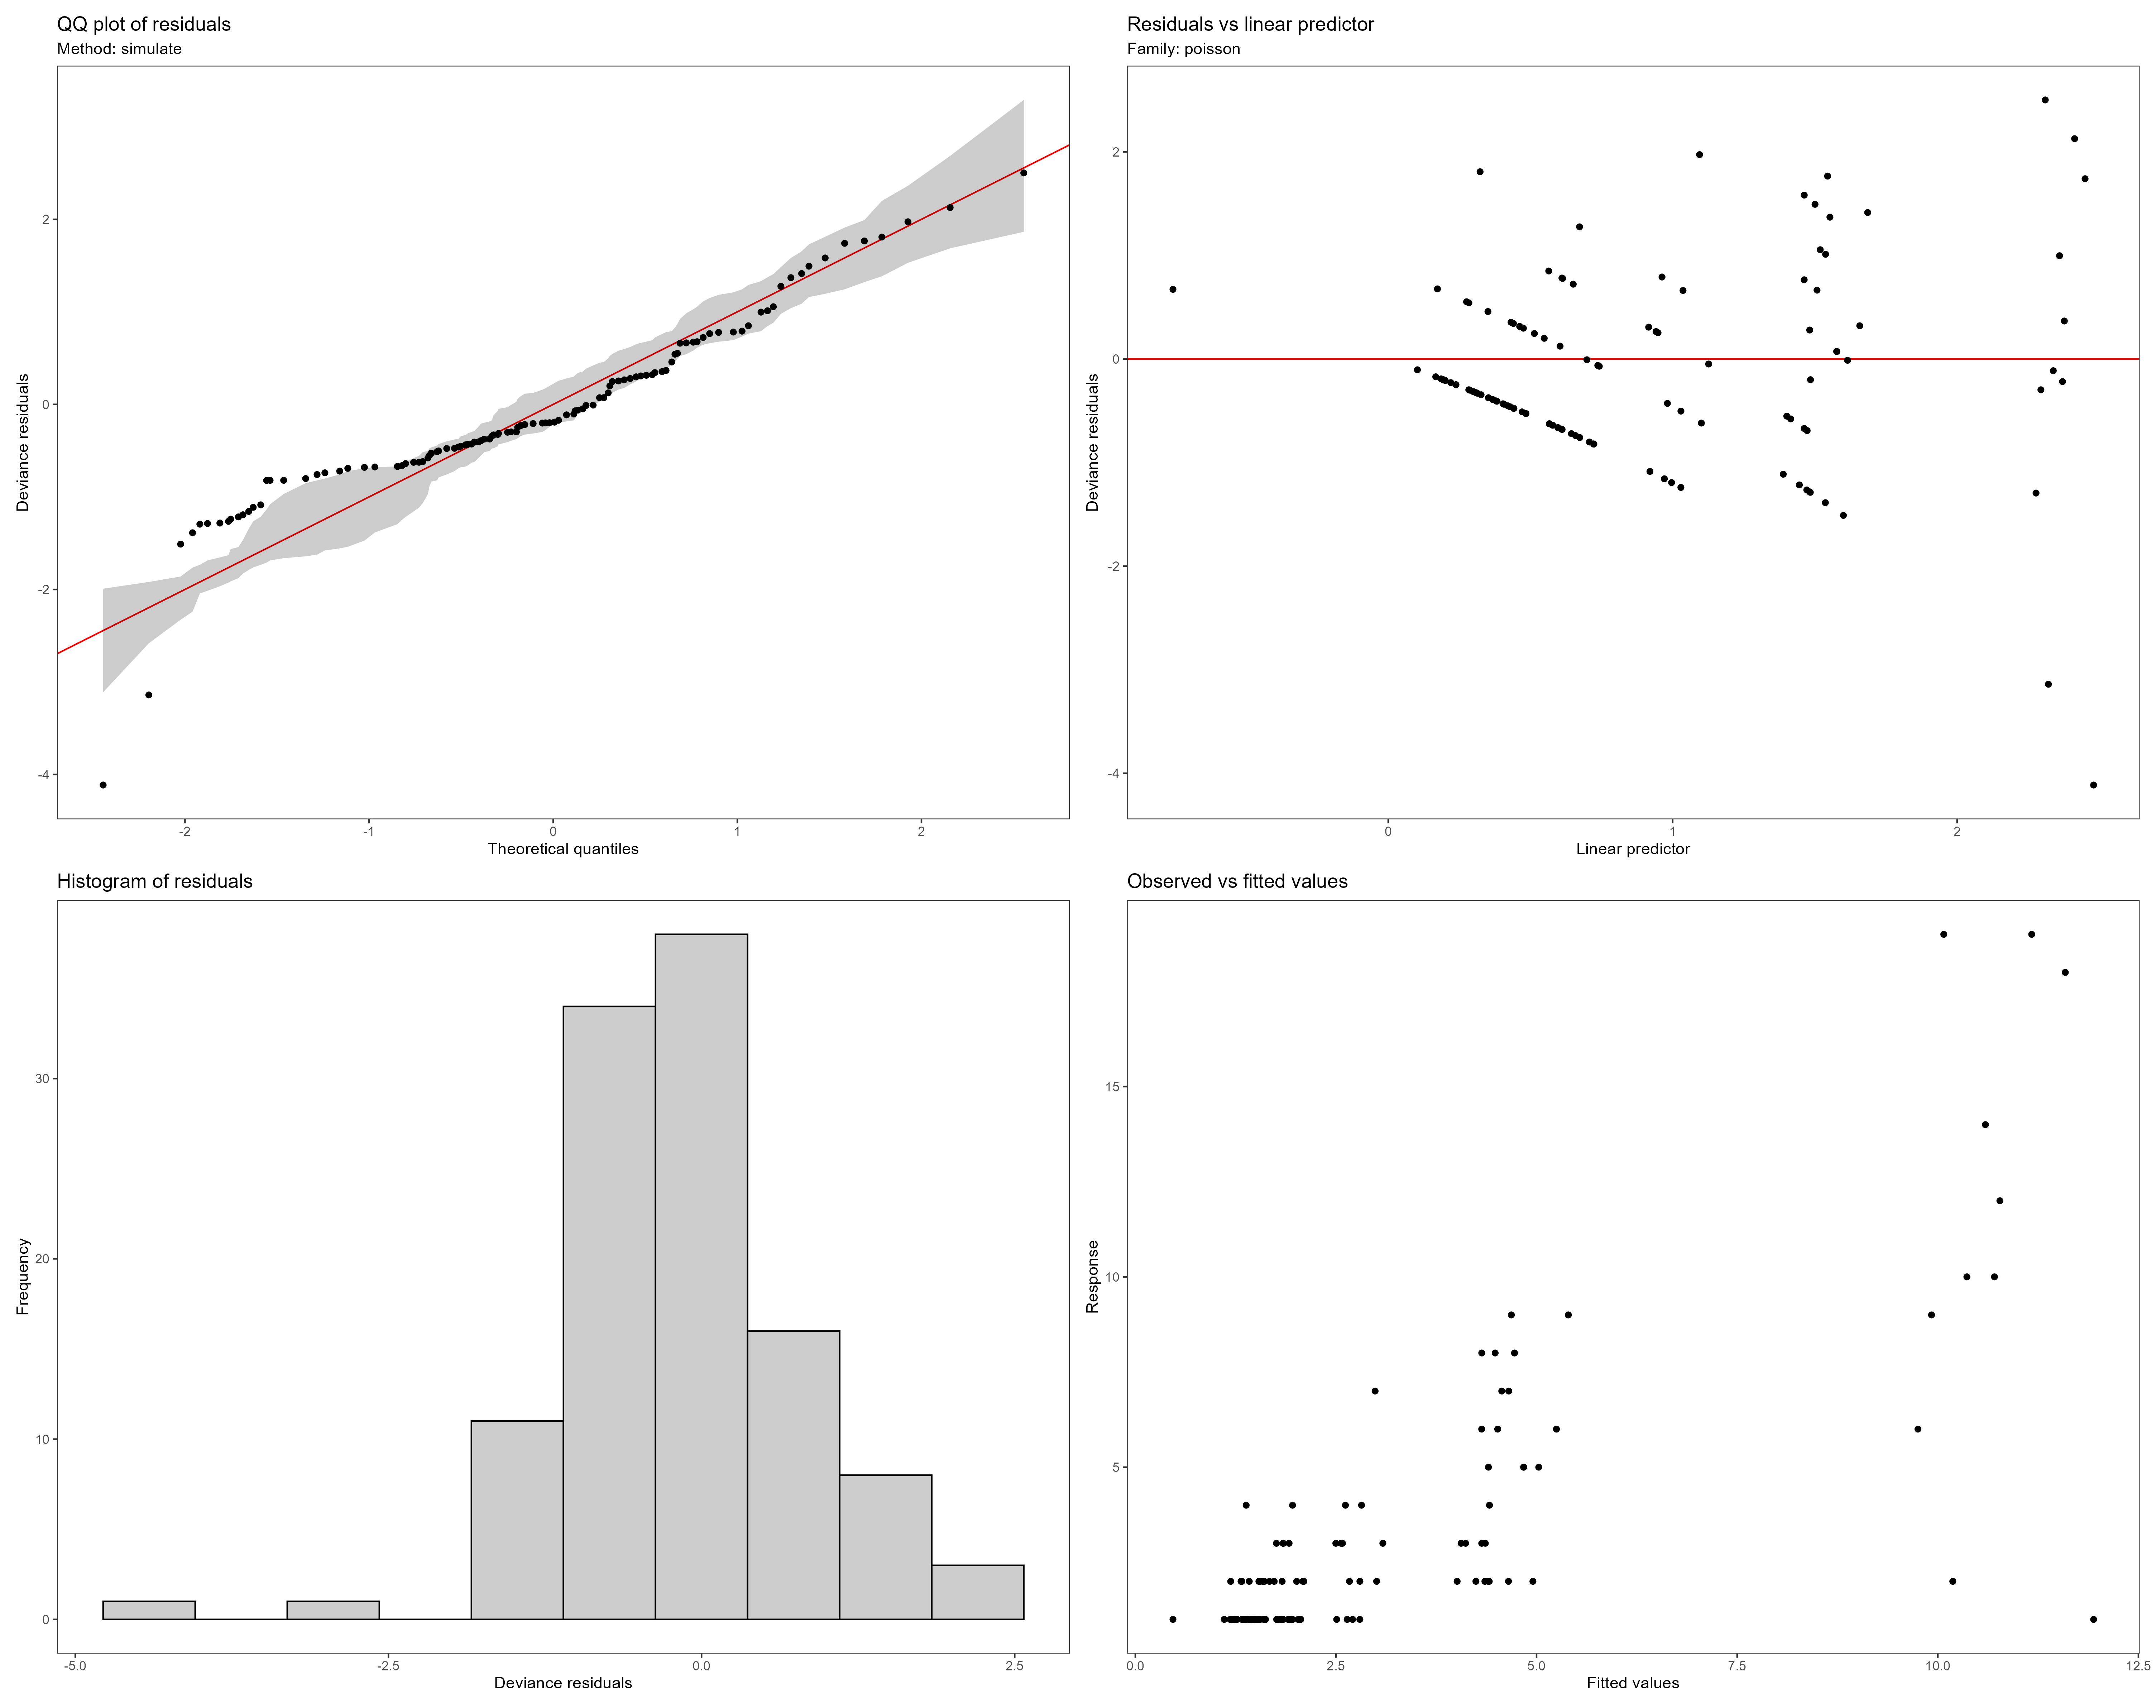 QQ plot of residuals
Method: simulate
Deviance residuals
2
0
-2
-4
-2
-1
0
1
2
Theoretical quantiles
Residuals vs linear predictor
Family: poisson
Deviance residuals
2
0
-2
-4
0
1
2
Linear predictor
Histogram of residuals
Frequency
30
20
10
0
-5.0
-2.5
0.0
2.5
Deviance residuals
Observed vs fitted values
Response
15
10
5
0.0
2.5
5.0
7.5
10.0
12.5
Fitted values